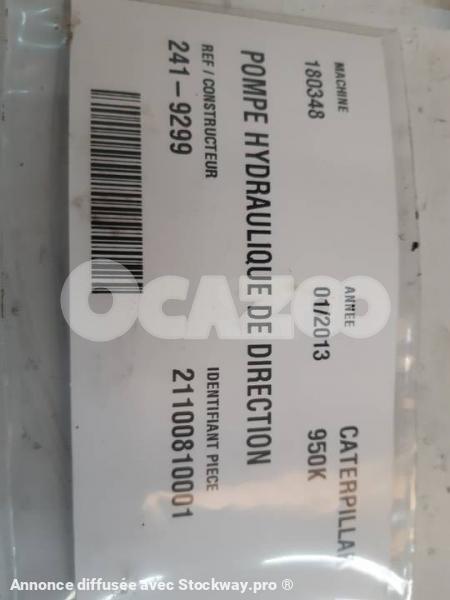 MACHINE
180348
ANNEE
01/2013
CATERPILLAR
950K
POMPE HYDRAULIQUE DE DIRECTION
REF / CONSTRUCTEUR
241-9299
IDENTIFIANT PIECE
21100810001
OCAZOO
Annonce diffusée avec Stockway.pro ®